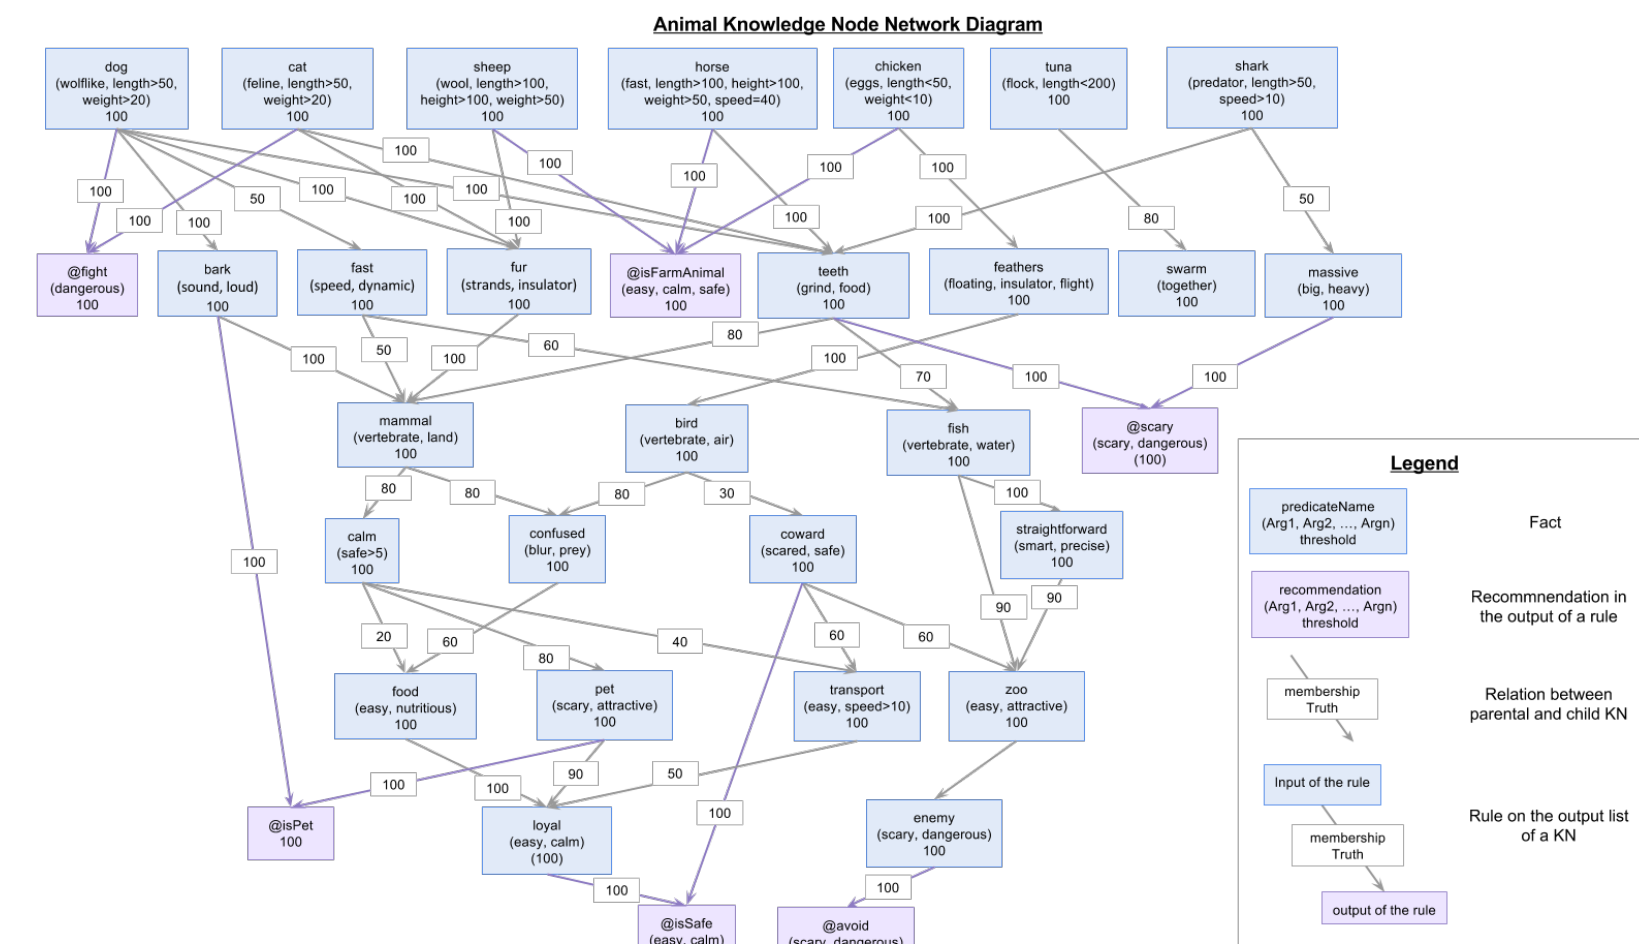 Animal Knowledge Node Network Diagram
dog
(wolflike, length>50,
weight>20)
100
cat
(feline, length>50,
weight>20)
100
sheep
(wool, length>100,
height>100, weight>50)
100
horse
(fast, length>100, height>100,
weight>50, speed=40)
100
chicken
(eggs, length<50,
weight<10)
100
tuna
(flock, length<200)
100
shark
(predator, length>50,
speed>10)
100
100
100
100
100
100
100
50
100
100
100
100
100
100
100
100
80
50
@fight
(dangerous)
100
bark
(sound, loud)
100
fast
(speed, dynamic)
100
fur
(strands, insulator)
100
@isFarmAnimal
(easy, calm, safe)
100
teeth
(grind, food)
100
feathers
(floating, insulator, flight)
100
swarm
(together)
100
massive
(big, heavy)
100
100
50
100
60
80
100
70
100
100
mammal
(vertebrate, land)
100
bird
(vertebrate, air)
100
fish
(vertebrate, water)
100
@scary
(scary, dangerous)
(100)
80
80
80
30
100
calm
(safe>5)
100
confused
(blur, prey)
100
coward
(scared, safe)
100
straightforward
(smart, precise)
100
100
20
60
80
40
60
60
90
90
food
(easy, nutritious)
100
pet
(scary, attractive)
100
transport
(easy, speed>10)
100
zoo
(easy, attractive)
100
100
100
90
50
100
@isPet
100
loyal
(easy, calm)
(100)
enemy
(scary, dangerous)
100
100
100
@isSafe
(easy, calm)
@avoid
(scary, dangerous)
Legend
predicateName
(Arg1, Arg2, ..., Argn)
threshold
Fact
recommendation
(Arg1, Arg2, ..., Argn)
threshold
Recommnendation in
the output of a rule
membership
Truth
Relation between
parental and child KN
Input of the rule
membership
Truth
output of the rule
Rule on the output list
of a KN